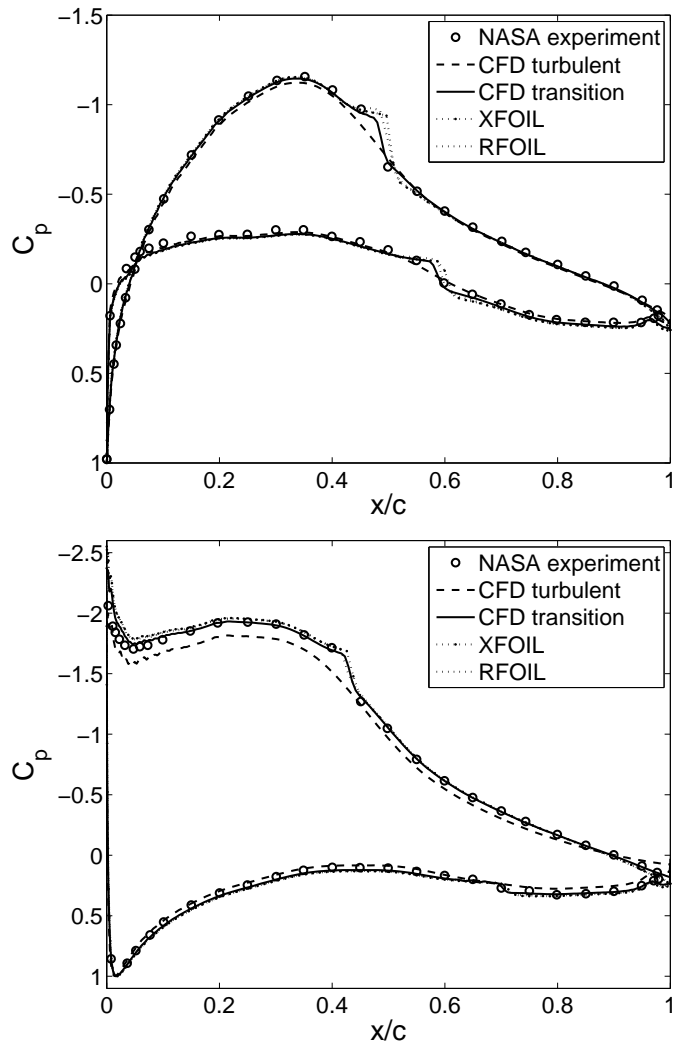 −1.5
−1
−0.5
0
0.5
1
C_p
0
0.2
0.4
0.6
0.8
1
x/c
NASA experiment
CFD turbulent
CFD transition
XFOIL
RFOIL
−2.5
−2
−1.5
−1
−0.5
0
0.5
1
C_p
0
0.2
0.4
0.6
0.8
1
x/c
NASA experiment
CFD turbulent
CFD transition
XFOIL
RFOIL